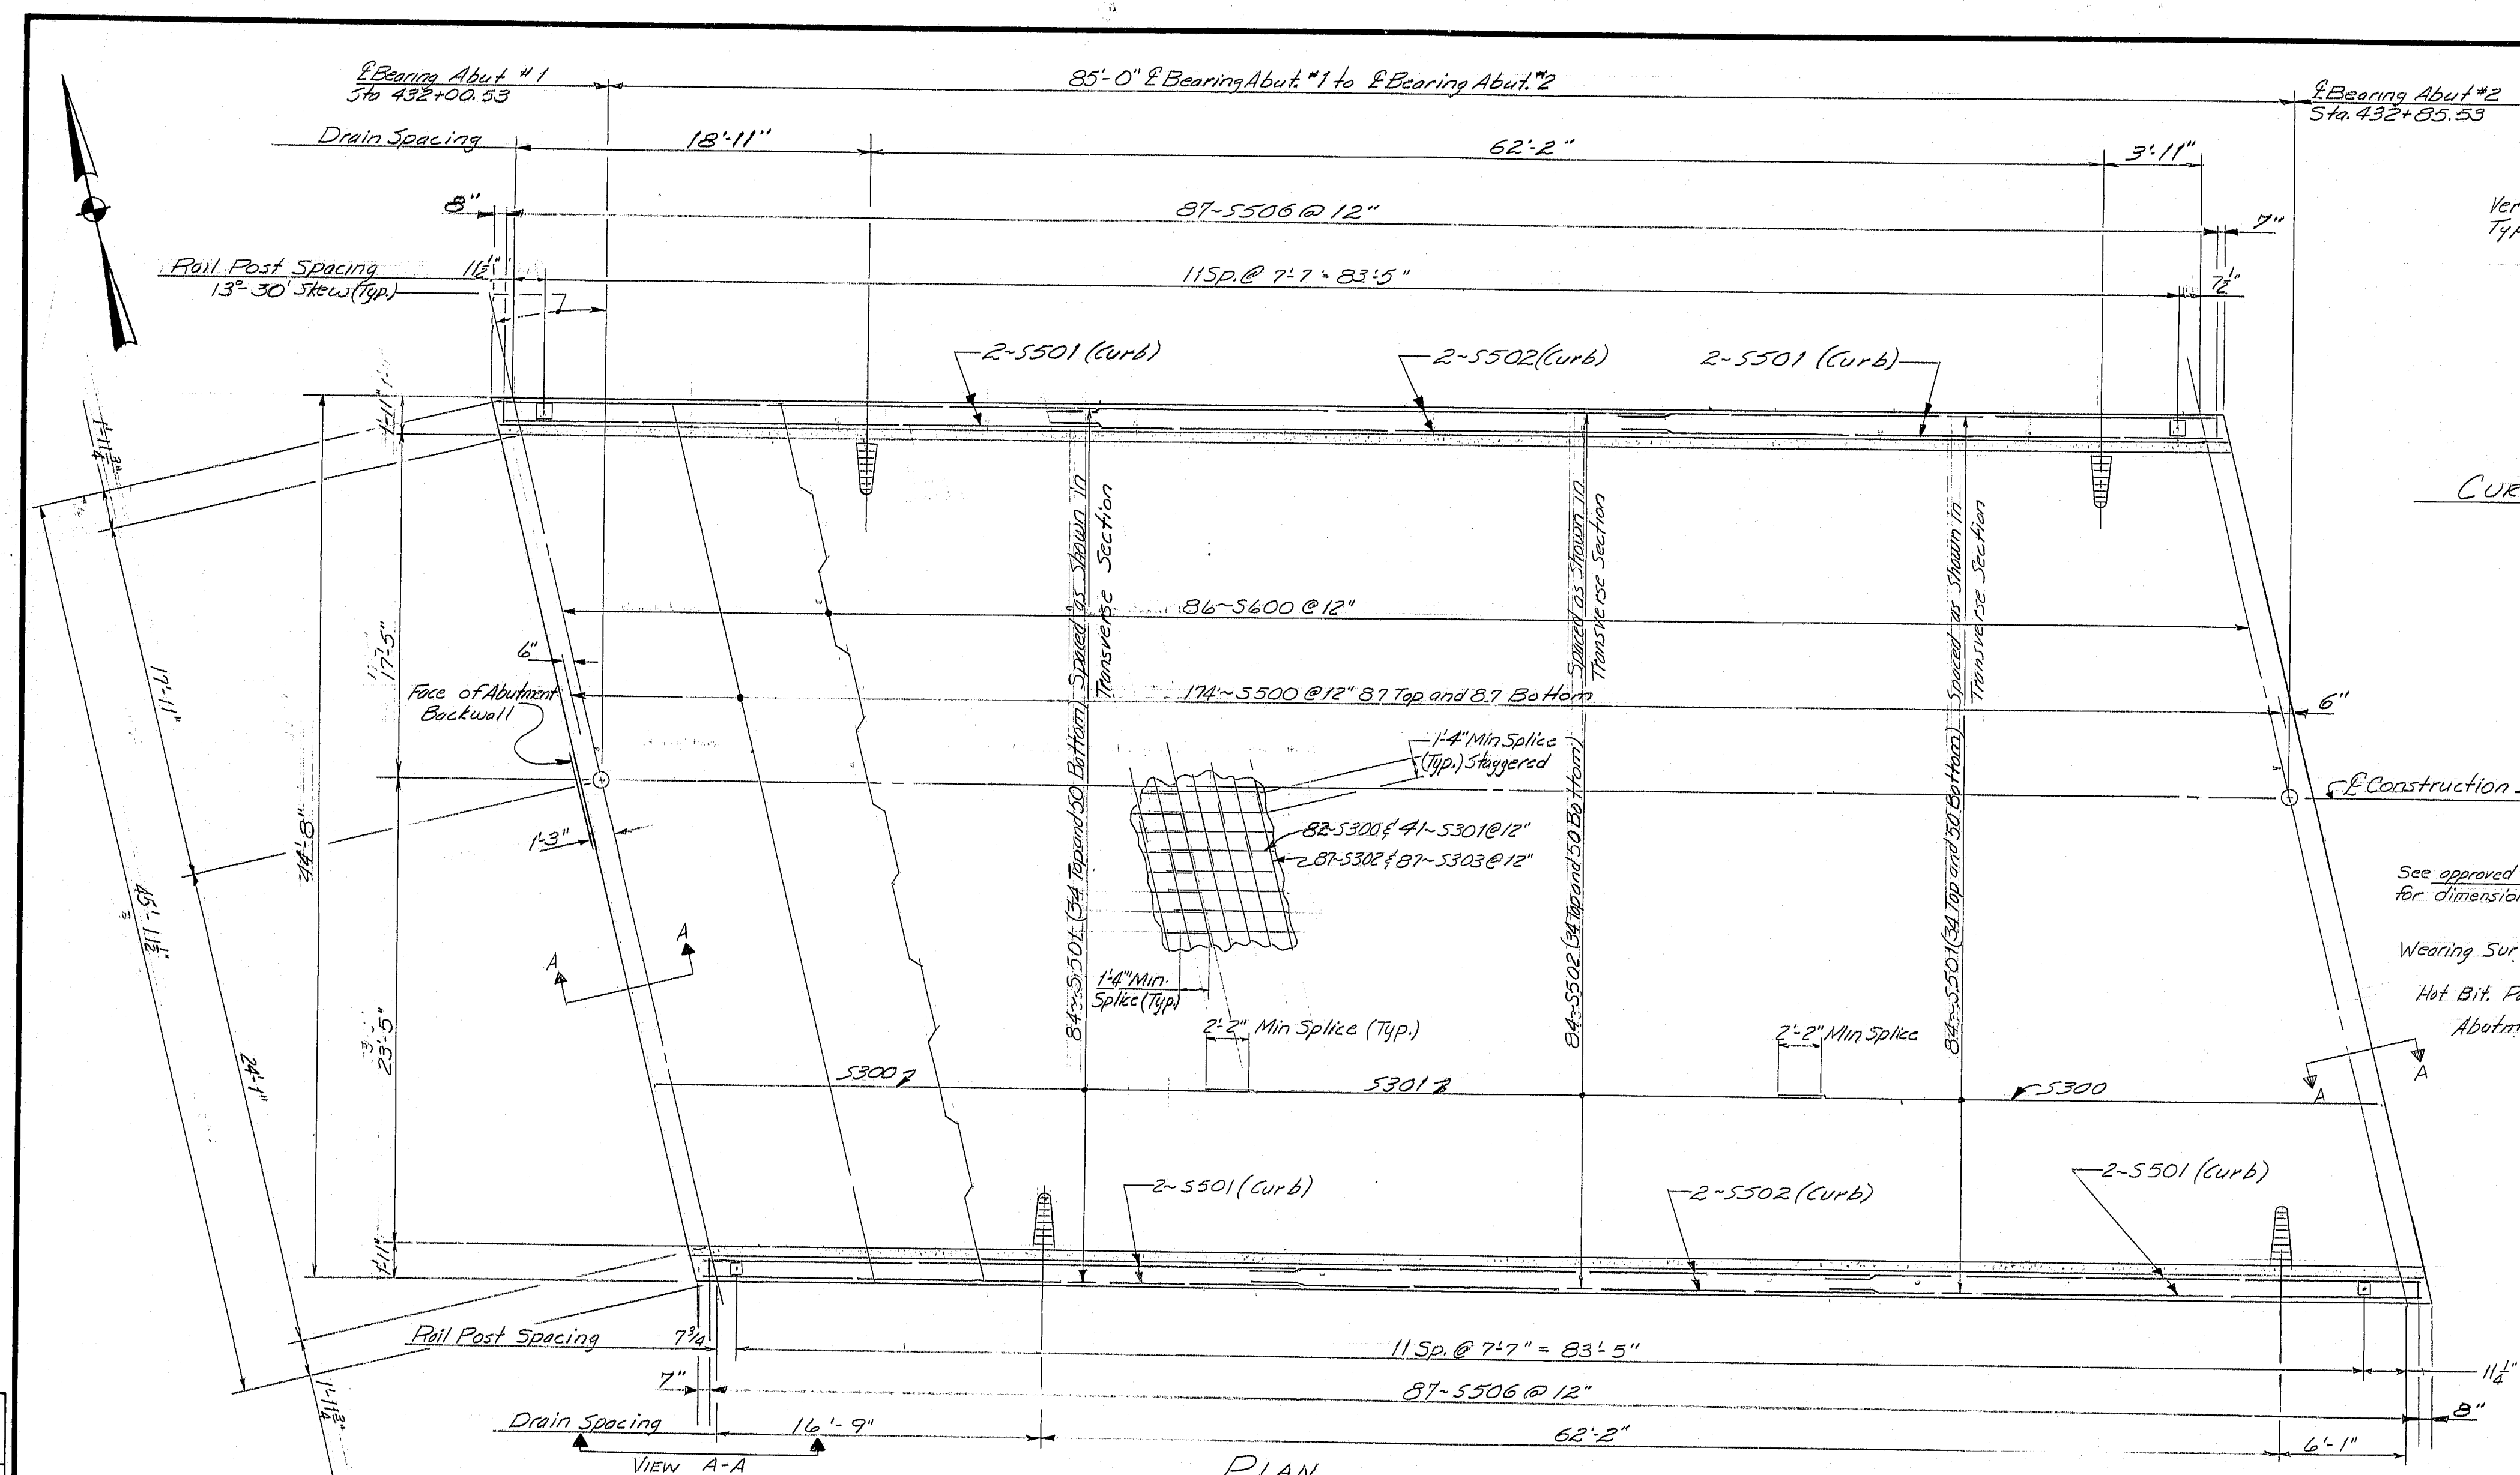 ℄ Bearing Abut #1
Sta 432+00.53
85'-0" ℄ Bearing Abut. #1 to ℄ Bearing Abut. #2
℄ Bearing Abut #2
Sta. 432+85.53
Drain Spacing
18'-11"
62'-2"
3'-11"
8"
87~S506 @ 12"
7"
Rail Post Spacing
11½"
11 Sp. @ 7'-7 = 83'-5"
7½"
13°-30' Skew (Typ.)
2~S501 (Curb)
2~S502 (Curb)
2~S501 (Curb)
1'-11"
1'-11¾"
84~S501 (34 Top and 50 Bottom) Spaced as Shown in
Transverse Section
84~S502 (34 Top and 50 Bottom) Spaced as Shown in
Transverse Section
84~S501 (34 Top and 50 Bottom) Spaced as Shown in
Transverse Section
86~S600 @ 12"
17'-5"
17'-11"
6"
Face of Abutment
Backwall
174~S500 @ 12" 87 Top and 87 Bottom
6"
1'-4" Min Splice
(Typ.) Staggered
℄ Construction
44'-8"
45'-11½"
1'-3"
82~S300 & 41~S301 @ 12"
87~S302 & 87~S303 @ 12"
See approved
for dimension
Wearing Sur
Hot Bit.
A
A
1'-4" Min.
Splice (Typ.)
2'-2" Min Splice (Typ.)
2'-2" Min Splice
23'-5"
24'-1"
S300
S301
S300
A
A
2~S501 (Curb)
2~S502 (Curb)
2~S501 (Curb)
1'-11"
1'-11¾"
Rail Post Spacing
7¾
11 Sp. @ 7'-7" = 83'-5"
11¼"
7"
87~S506 @ 12"
8"
Drain Spacing
16'-9"
62'-2"
6'-1"
VIEW A-A
PLAN